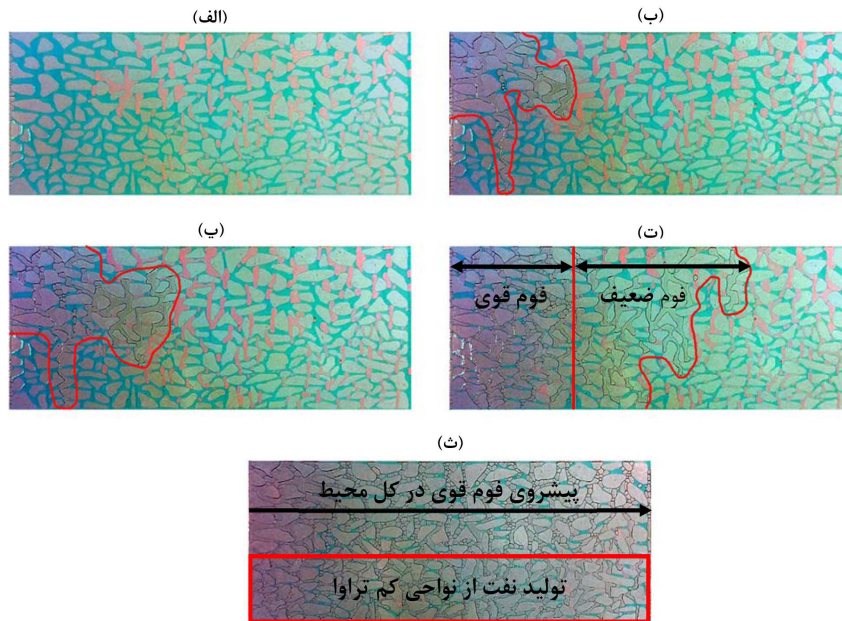 (الف)
(ب)
(پ)
(ت)
فوم قوی
فوم ضعیف
(ث)
پیشروی فوم قوی در کل محیط
تولید نفت از نواحی کم تراوا